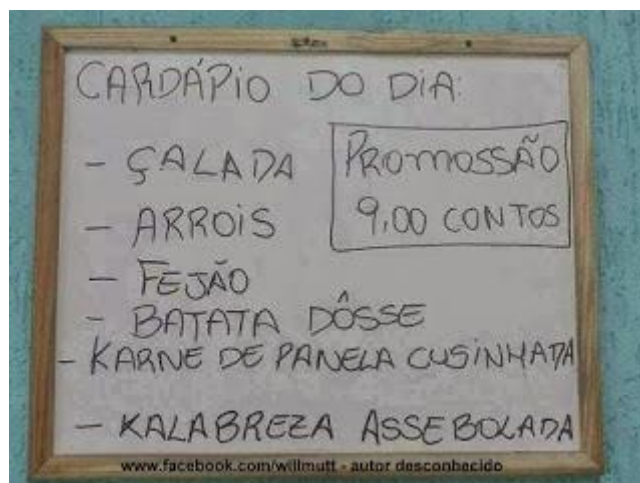 CARDÁPIO DO DIA:
- ÇALADA
- ARROIS
- FEJÃO
- BATATA DÔSSE
- KARNE DE PANELA CUSINHADA
- KALABREZA ASSEBOLADA
PROMOSSÃO
9,00 CONTOS
www.facebook.com/willmutt - autor desconhecido